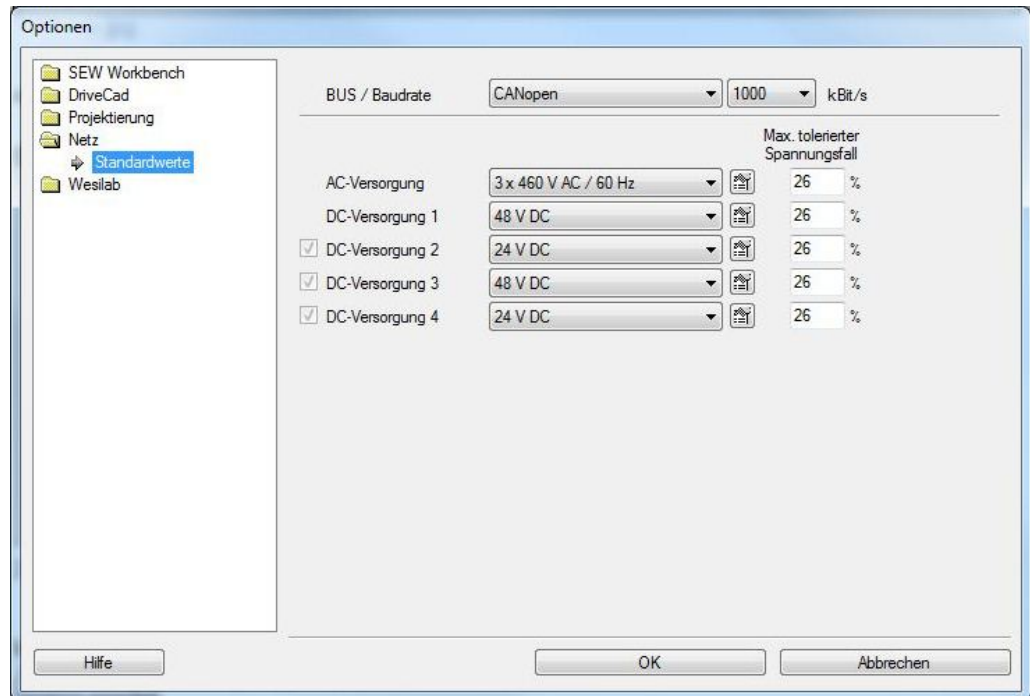 Optionen
SEW Workbench
DriveCad
Projektierung
Netz
Standardwerte
Wesilab
BUS / Baudrate CANopen 1000 kBit/s
Max. tolerierter
Spannungsfall
AC-Versorgung 3 x 460 V AC / 60 Hz 26 %
DC-Versorgung 1 48 V DC 26 %
DC-Versorgung 2 24 V DC 26 %
DC-Versorgung 3 48 V DC 26 %
DC-Versorgung 4 24 V DC 26 %
Hilfe OK Abbrechen